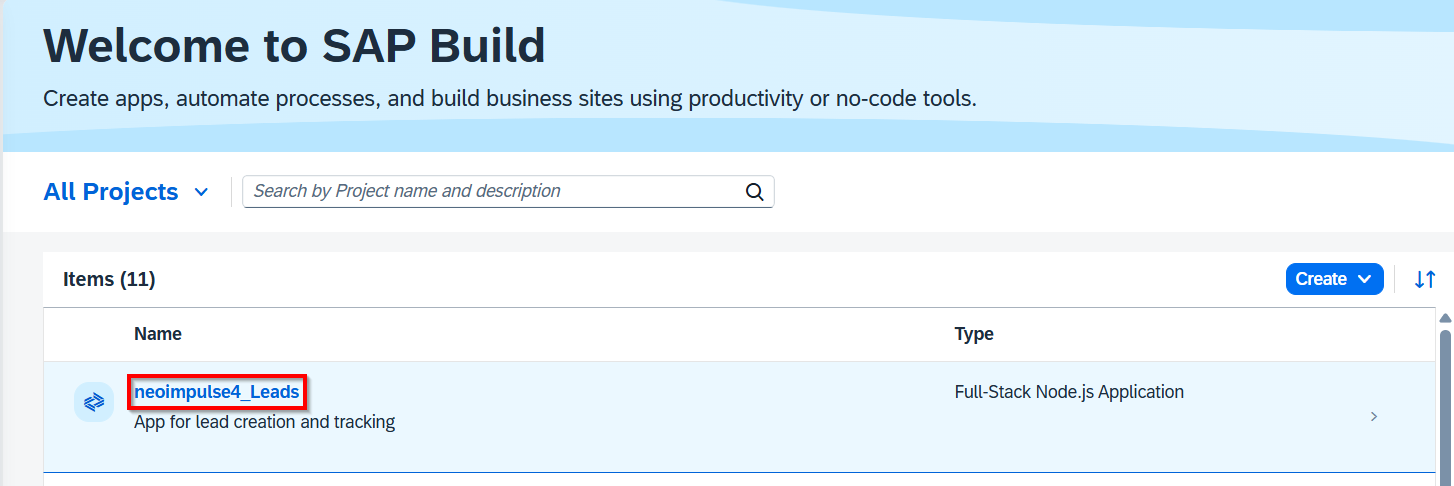 Welcome to SAP Build
Create apps, automate processes, and build business sites using productivity or no-code tools.
All Projects
Search by Project name and description
Items (11)
Create
Name Type
neoimpulse4_Leads Full-Stack Node.js Application
App for lead creation and tracking